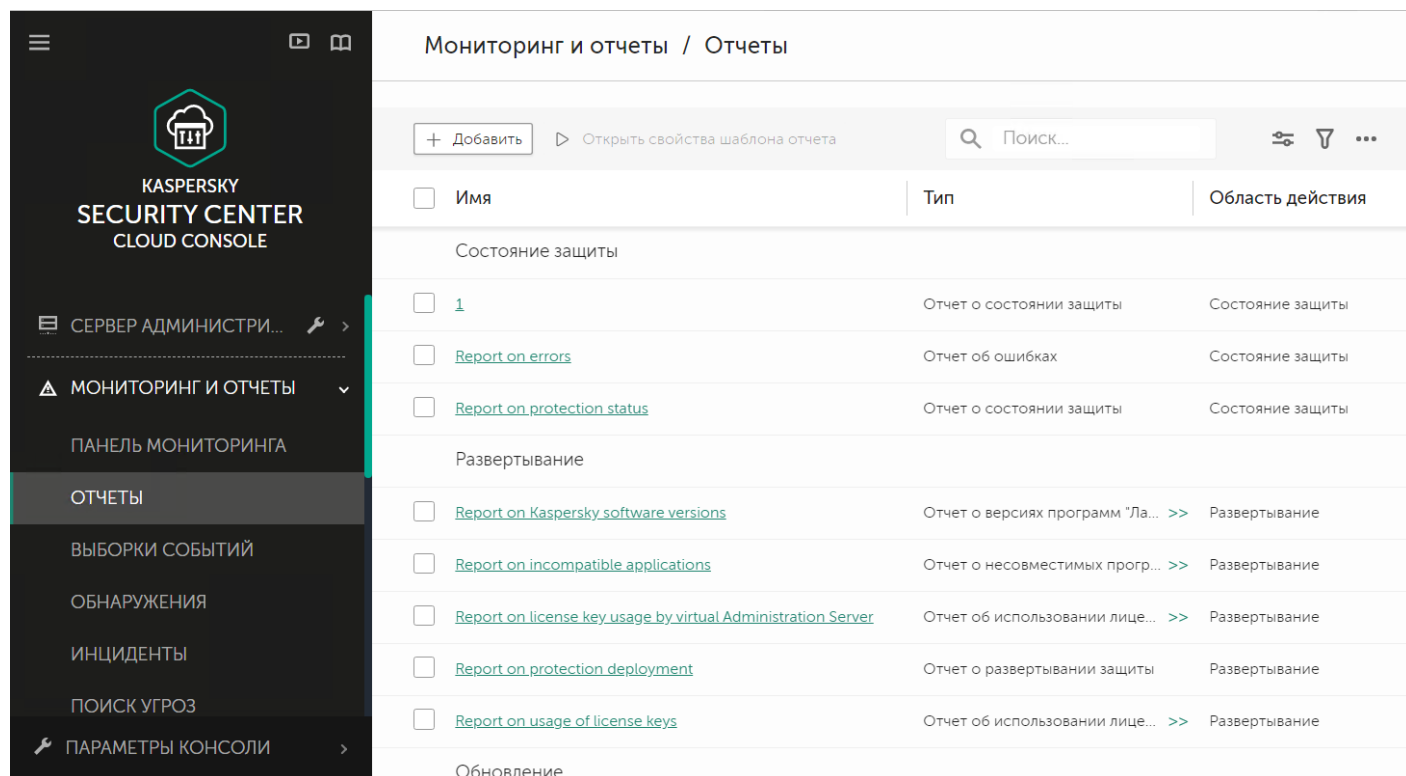 Мониторинг и отчеты / Отчеты
KASPERSKY
SECURITY CENTER
CLOUD CONSOLE
СЕРВЕР АДМИНИСТРИ...
МОНИТОРИНГ И ОТЧЕТЫ
ПАНЕЛЬ МОНИТОРИНГА
ОТЧЕТЫ
ВЫБОРКИ СОБЫТИЙ
ОБНАРУЖЕНИЯ
ИНЦИДЕНТЫ
ПОИСК УГРОЗ
ПАРАМЕТРЫ КОНСОЛИ
+ Добавить Открыть свойства шаблона отчета Поиск...
Имя Тип Область действия
Состояние защиты
1 Отчет о состоянии защиты Состояние защиты
Report on errors Отчет об ошибках Состояние защиты
Report on protection status Отчет о состоянии защиты Состояние защиты
Развертывание
Report on Kaspersky software versions Отчет о версиях программ "Ла... >> Развертывание
Report on incompatible applications Отчет о несовместимых прогр... >> Развертывание
Report on license key usage by virtual Administration Server Отчет об использовании лице... >> Развертывание
Report on protection deployment Отчет о развертывании защиты Развертывание
Report on usage of license keys Отчет об использовании лице... >> Развертывание
Обновление